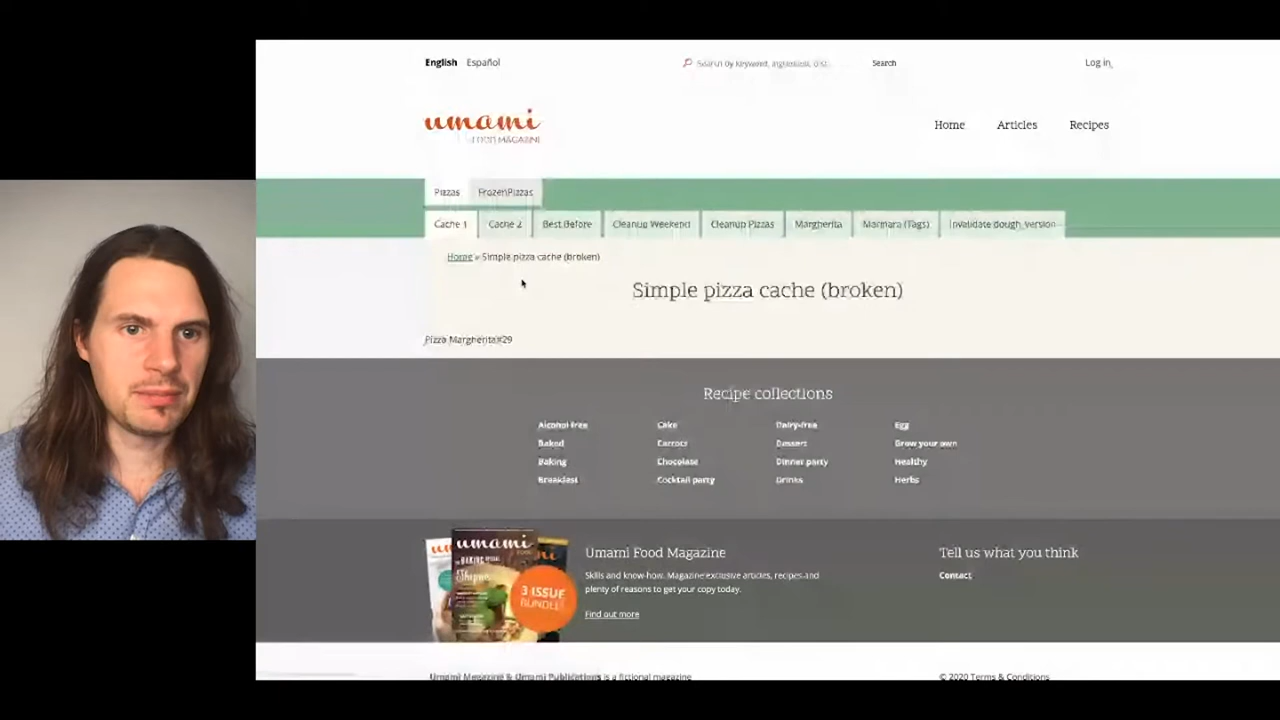 English Español Search by keyword, ingredient, dish Search Log in
umami
FOOD MAGAZINE
Home Articles Recipes
Pizzas FrozenPizzas
Cache 1 Cache 2 Best Before Cleanup Weekend Cleanup Pizzas Margherita Marmara (Tags) Invalidate dough_version
Home » Simple pizza cache (broken)
Simple pizza cache (broken)
Pizza Margherita#29
Recipe collections
Alcohol free Cake Dairy-free Egg
Baked Carrots Dessert Grow your own
Baking Chocolate Dinner party Healthy
Breakfast Cocktail party Drinks Herbs
umami
Thyme
3 ISSUE
BUNDLE!
Umami Food Magazine
Skills and know-how. Magazine exclusive articles, recipes and
plenty of reasons to get your copy today.
Find out more
Tell us what you think
Contact
Umami Magazine & Umami Publications is a fictional magazine © 2020 Terms & Conditions